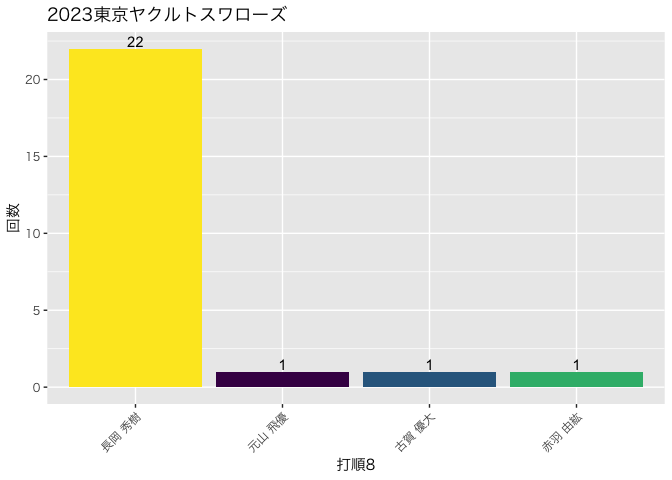 2023東京ヤクルトスワローズ
22
1
1
1
20
15
10
5
0
回数
長岡 秀樹
元山 飛優
古賀 優大
赤羽 由紘
打順8